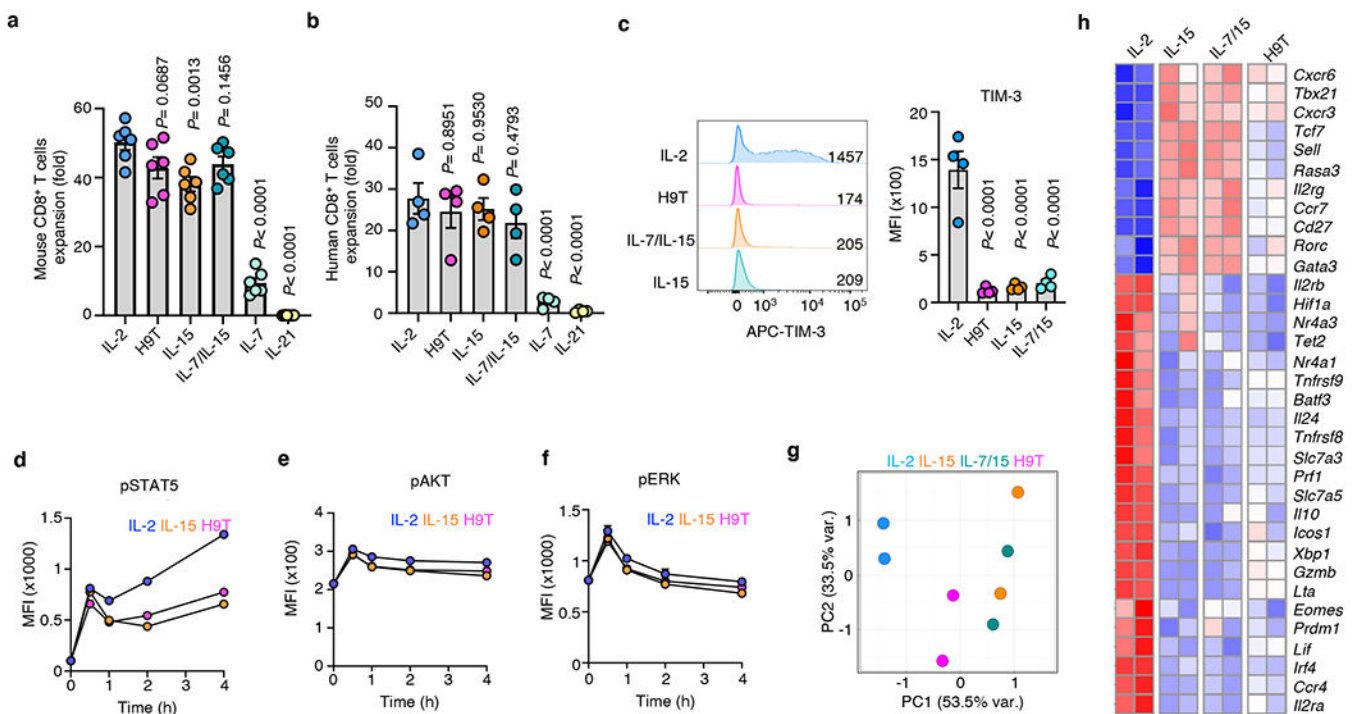 a
Mouse CD8+ T cells
expansion (fold)
60
40
20
0
P= 0.0687
P= 0.0013
P= 0.1456
P< 0.0001
P< 0.0001
IL-2
H9T
IL-15
IL-7/IL-15
IL-7
IL-21
b
Human CD8+ T cells
expansion (fold)
50
40
30
20
10
0
P= 0.8951
P= 0.9530
P= 0.4793
P< 0.0001
P< 0.0001
IL-2
H9T
IL-15
IL-7/IL-15
IL-7
IL-21
c
IL-2 1457
H9T 174
IL-7/IL-15 205
IL-15 209
0 10³ 10⁴ 10⁵
APC-TIM-3
TIM-3
MFI (x100)
20
15
10
5
0
P< 0.0001
P< 0.0001
P< 0.0001
IL-2
H9T
IL-15
IL-7/15
d
pSTAT5
IL-2 IL-15 H9T
MFI (x1000)
1.5
1
0.5
0
0 1 2 3 4
Time (h)
e
pAKT
IL-2 IL-15 H9T
MFI (x100)
4
3
2
1
0
0 1 2 3 4
Time (h)
f
pERK
IL-2 IL-15 H9T
MFI (x1000)
1.5
1.0
0.5
0
0 1 2 3 4
Time (h)
g
IL-2 IL-15 IL-7/15 H9T
PC2 (33.5% var.)
1
0
-1
-1 0 1
PC1 (53.5% var.)
h
IL-2
IL-15
IL-7/15
H9T
Cxcr6
Tbx21
Cxcr3
Tcf7
Sell
Rasa3
Il2rg
Ccr7
Cd27
Rorc
Gata3
Il2rb
Hif1a
Nr4a3
Tet2
Nr4a1
Tnfrsf9
Batf3
Il24
Tnfrsf8
Slc7a3
Prf1
Slc7a5
Il10
Icos1
Xbp1
Gzmb
Lta
Eomes
Prdm1
Lif
Irf4
Ccr4
Il2ra